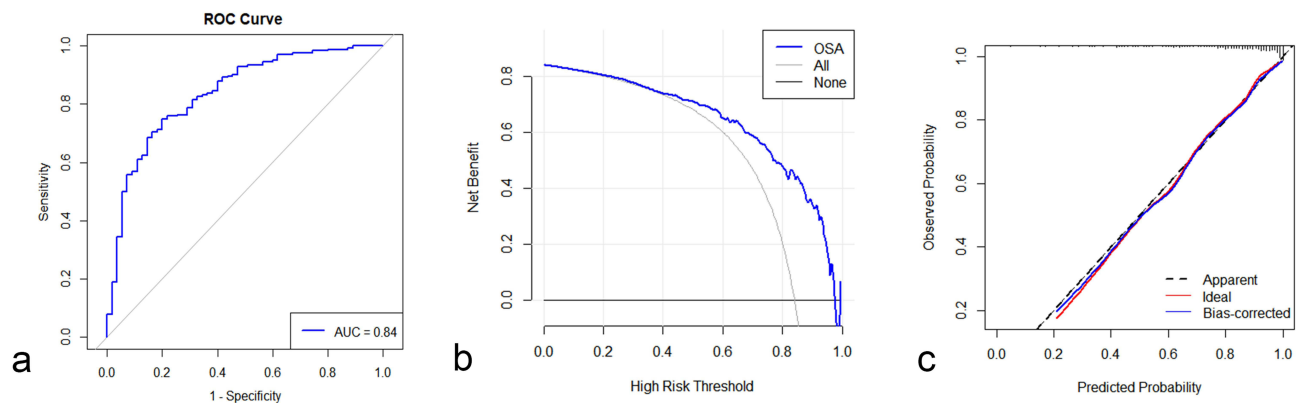 ROC Curve
Sensitivity
1.0
0.8
0.6
0.4
0.2
0.0
AUC = 0.84
0.0 0.2 0.4 0.6 0.8 1.0
1 - Specificity
a
Net Benefit
0.8
0.6
0.4
0.2
0.0
OSA
All
None
0.0 0.2 0.4 0.6 0.8 1.0
High Risk Threshold
b
Observed Probability
1.0
0.8
0.6
0.4
0.2
Apparent
Ideal
Bias-corrected
0.0 0.2 0.4 0.6 0.8 1.0
Predicted Probability
c